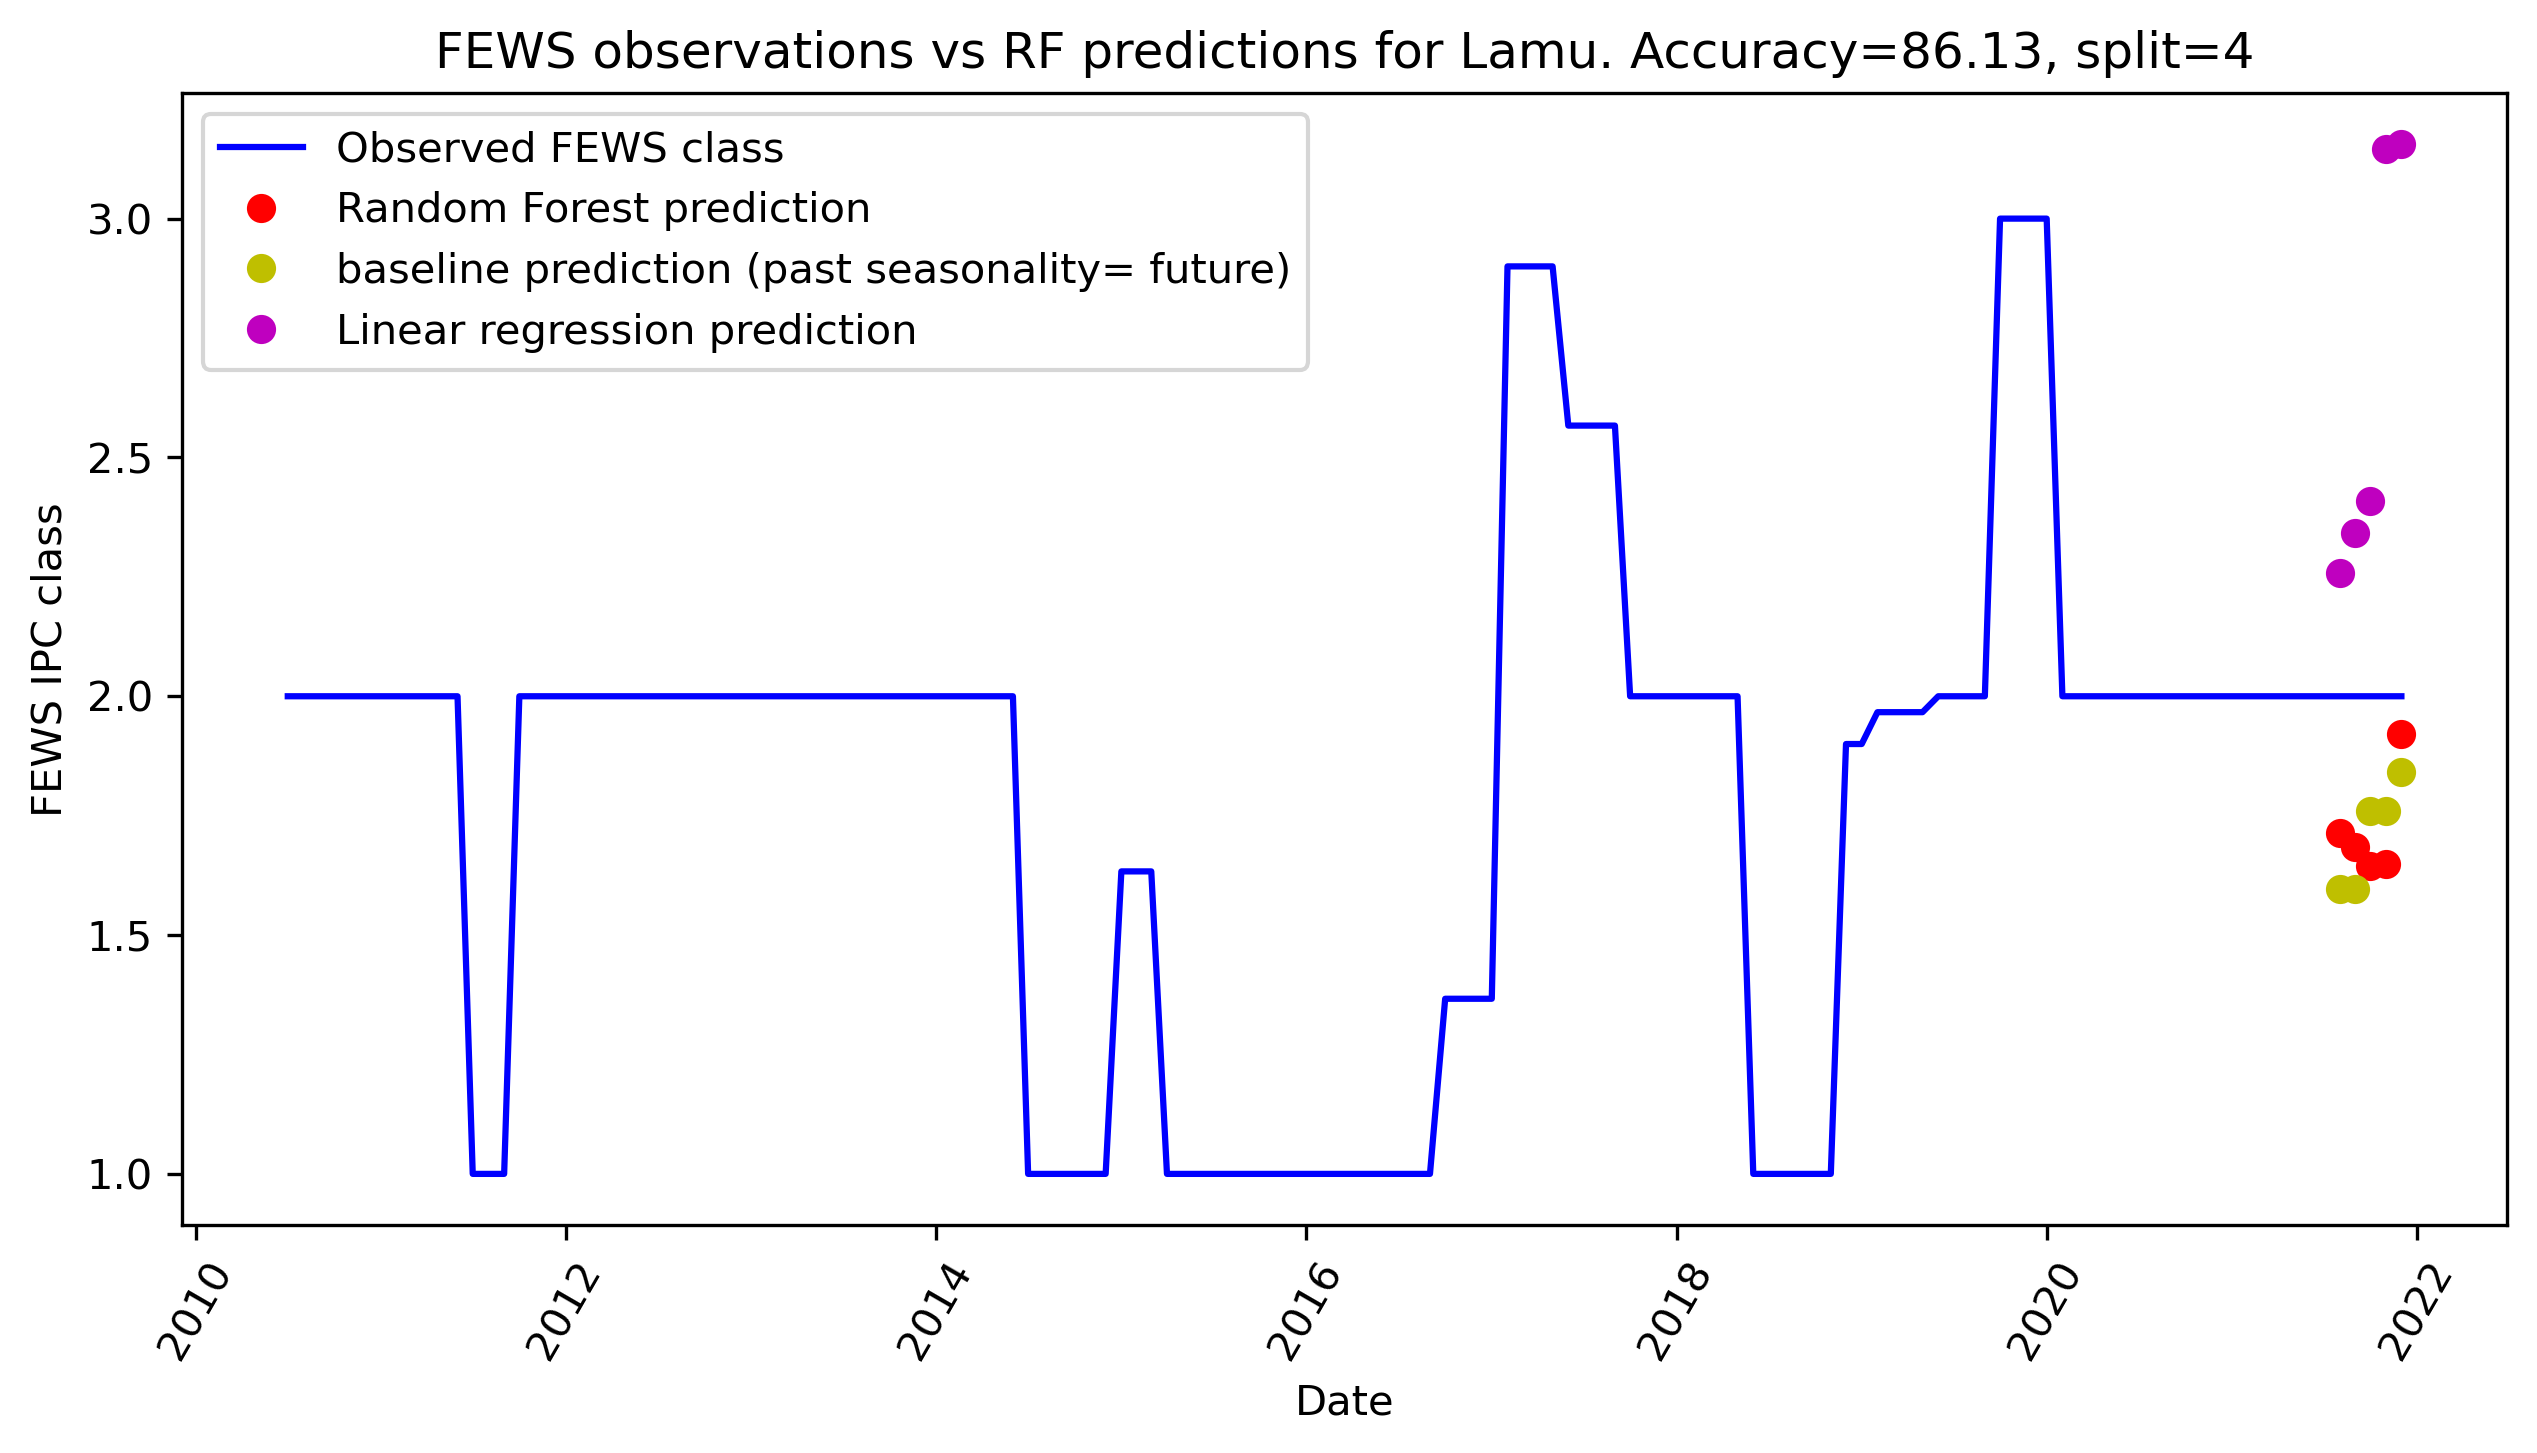 FEWS observations vs RF predictions for Lamu. Accuracy=86.13, split=4
Observed FEWS class
Random Forest prediction
baseline prediction (past seasonality= future)
Linear regression prediction
FEWS IPC class
3.0
2.5
2.0
1.5
1.0
2010
2012
2014
2016
2018
2020
2022
Date